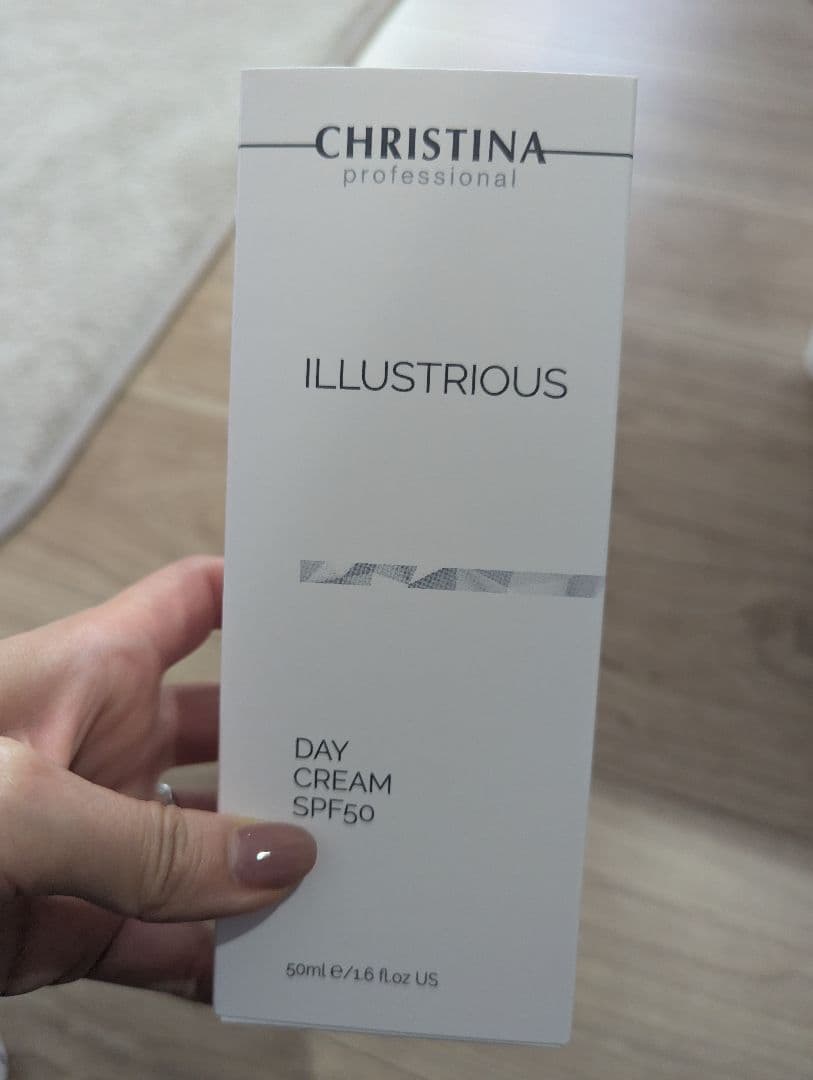 CHRISTINA
professional
ILLUSTRIOUS
DAY
CREAM
SPF50
50ml ℮/1.6 fl.oz US